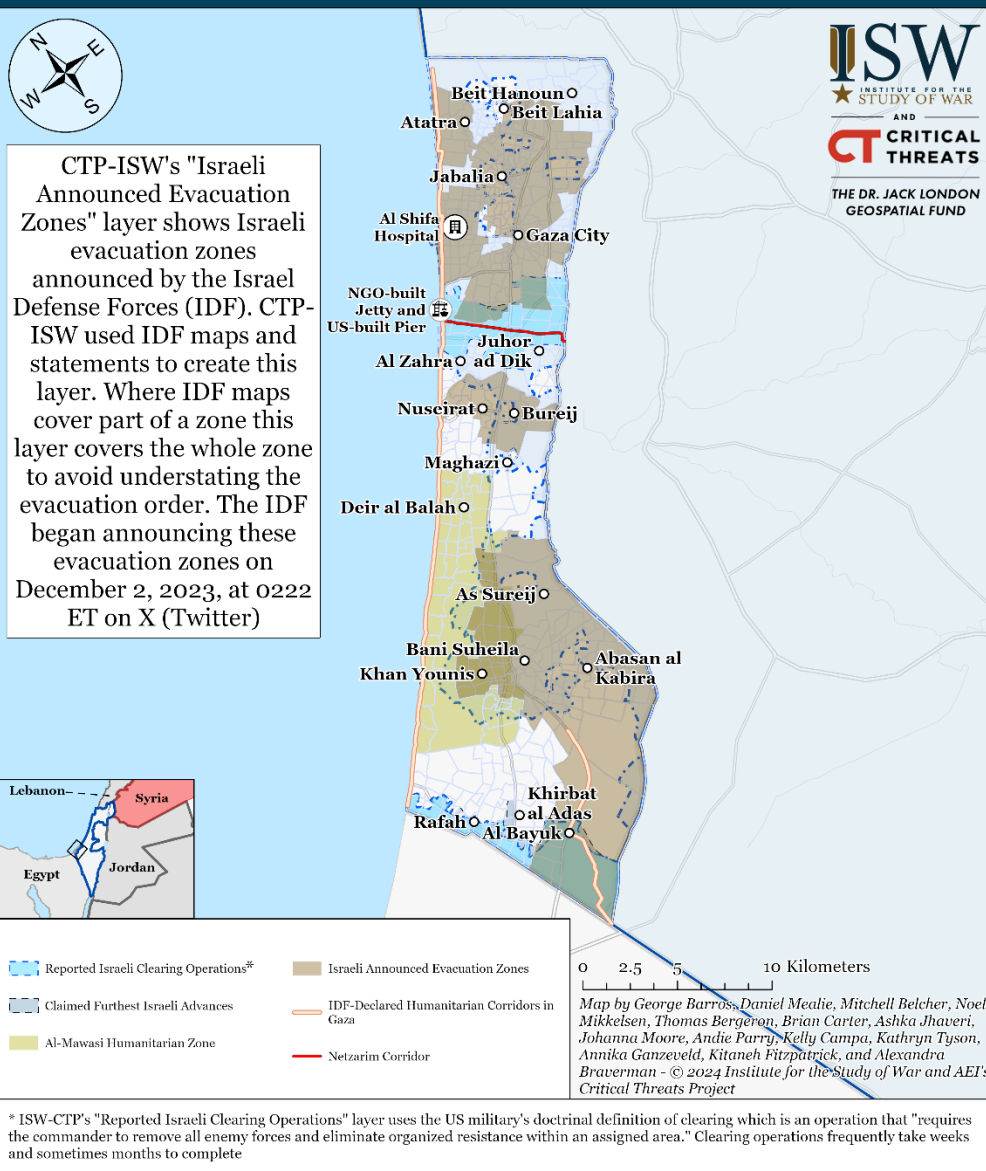 N
E
W
S
ISW
INSTITUTE FOR THE
STUDY OF WAR
AND
CT CRITICAL
THREATS
THE DR. JACK LONDON
GEOSPATIAL FUND
CTP-ISW's "Israeli
Announced Evacuation
Zones" layer shows Israeli
evacuation zones
announced by the Israel
Defense Forces (IDF). CTP-
ISW used IDF maps and
statements to create this
layer. Where IDF maps
cover part of a zone this
layer covers the whole zone
to avoid understating the
evacuation order. The IDF
began announcing these
evacuation zones on
December 2, 2023, at 0222
ET on X (Twitter)
Beit Hanoun
Beit Lahia
Atatra
Jabalia
Al Shifa
Hospital
Gaza City
NGO-built
Jetty and
US-built Pier
Juhor
ad Dik
Al Zahra
Nuseirat
Bureij
Maghazi
Deir al Balah
As Sureij
Bani Suheila
Abasan al
Kabira
Khan Younis
Khirbat
al Adas
Rafah
Al Bayuk
Lebanon
Syria
Jordan
Egypt
Reported Israeli Clearing Operations*
Claimed Furthest Israeli Advances
Al-Mawasi Humanitarian Zone
Israeli Announced Evacuation Zones
IDF-Declared Humanitarian Corridors in
Gaza
Netzarim Corridor
0 2.5 5 10 Kilometers
Map by George Barros, Daniel Mealie, Mitchell Belcher, Noel
Mikkelsen, Thomas Bergeron, Brian Carter, Ashka Jhaveri,
Johanna Moore, Andie Parry, Kelly Campa, Kathryn Tyson,
Annika Ganzeveld, Kitaneh Fitzpatrick, and Alexandra
Braverman - © 2024 Institute for the Study of War and AEI's
Critical Threats Project
* ISW-CTP's "Reported Israeli Clearing Operations" layer uses the US military's doctrinal definition of clearing which is an operation that "requires
the commander to remove all enemy forces and eliminate organized resistance within an assigned area." Clearing operations frequently take weeks
and sometimes months to complete